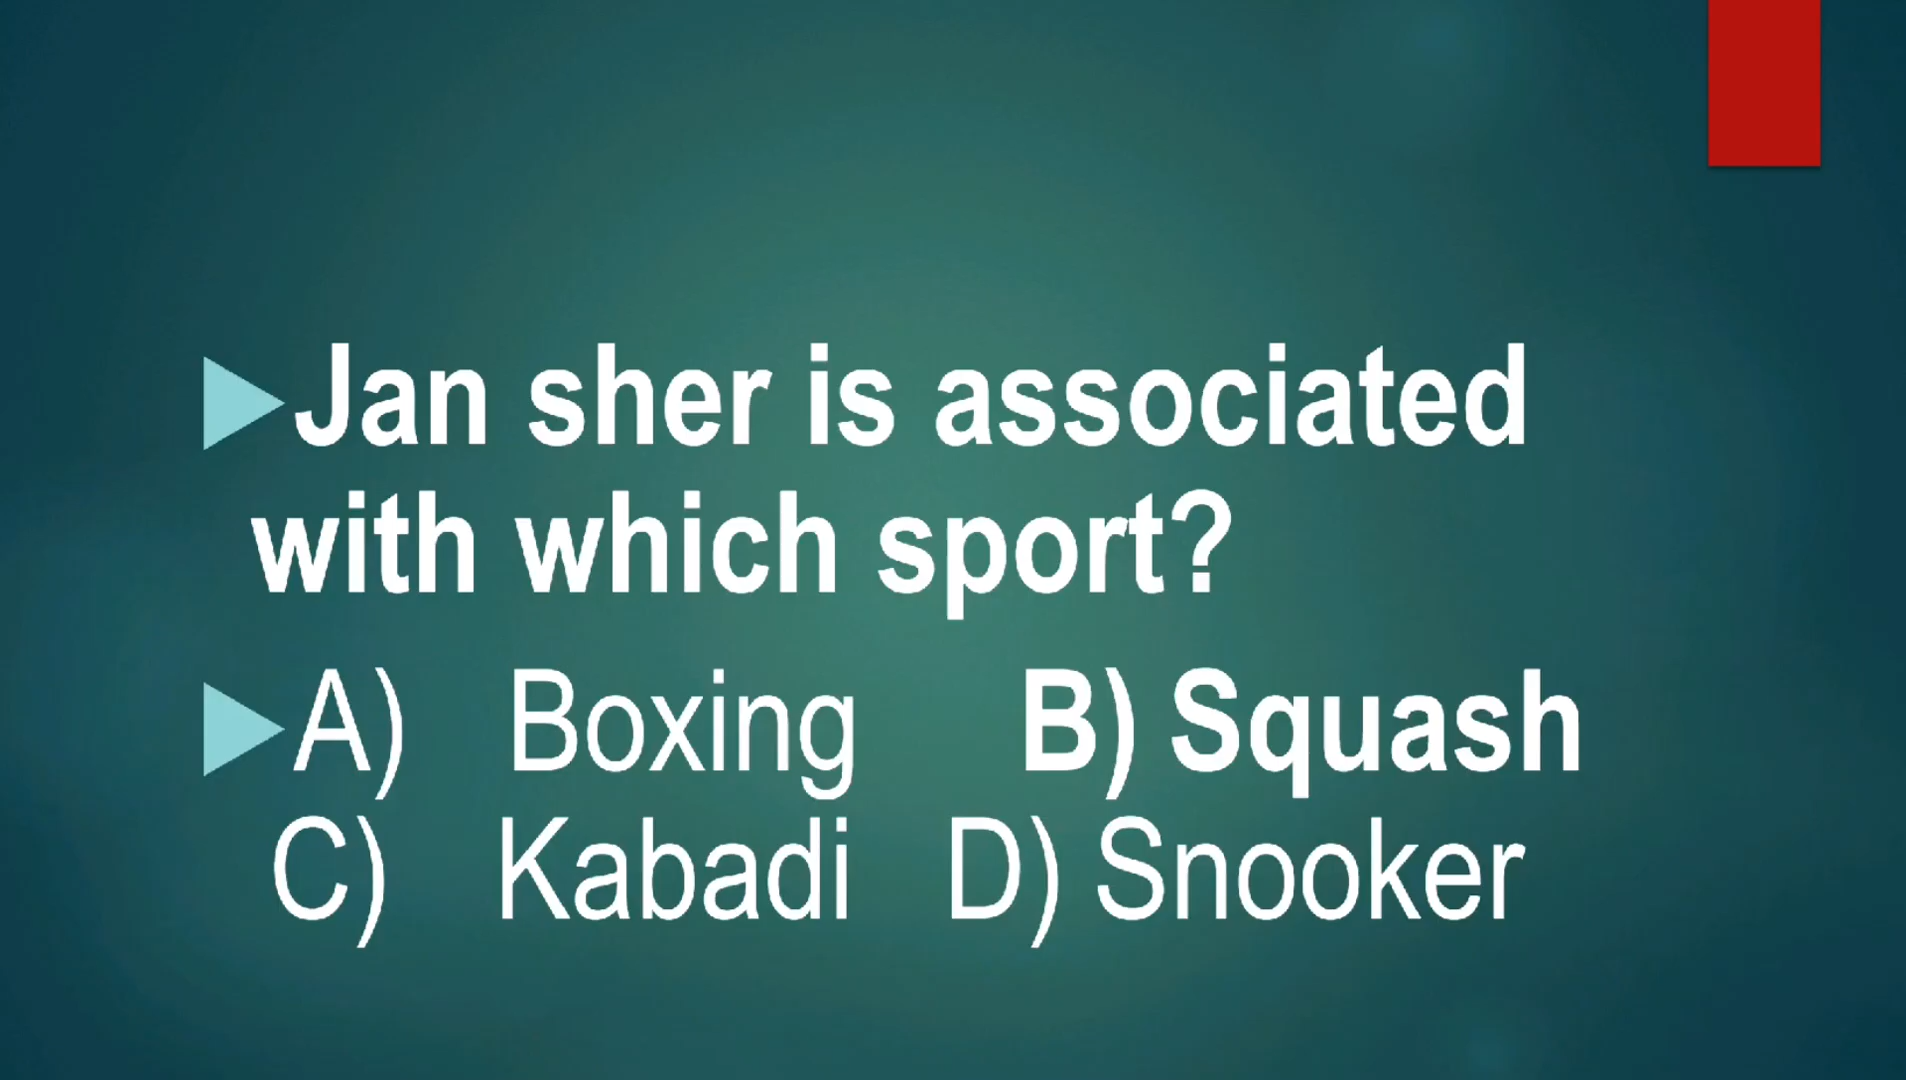 Jan sher is associated
with which sport?
A) Boxing B) Squash
C) Kabadi D) Snooker